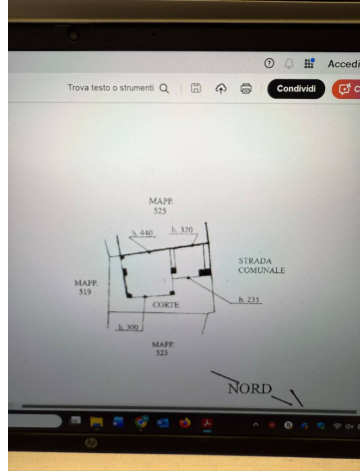 Accedi
Trova testo o strumenti
Condividi
MAPP.
525
h. 440
h. 320
STRADA
COMUNALE
MAPP.
519
h. 235
CORTE
h. 300
MAPP.
523
NORD
hp